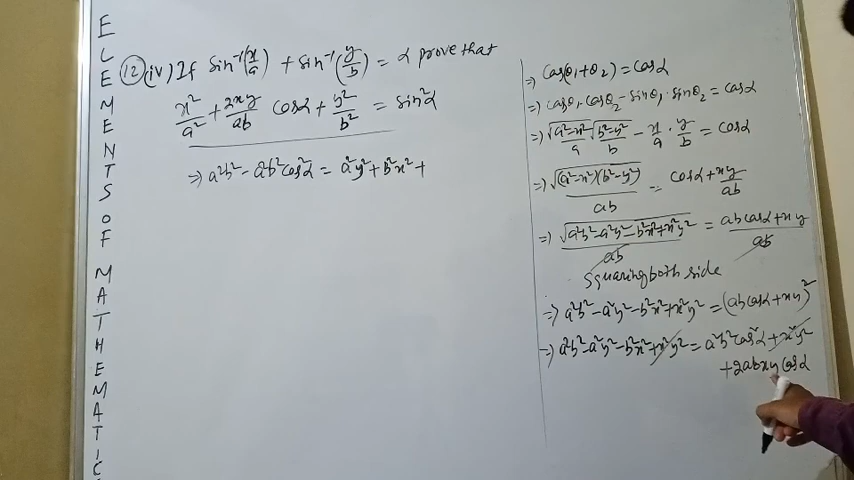 ELEMENTS OF MATHEMATIC
(12) (iv) If sin⁻¹(x/a) + sin⁻¹(y/b) = α prove that
x²/a² + 2xy/ab cosα + y²/b² = sin²α
⇒ a²b² - a²b²cos²α = a²y² + b²x² +
⇒ cos(θ₁+θ₂) = cosα
⇒ cosθ₁.cosθ₂ - sinθ₁.sinθ₂ = cosα
⇒ √(a²-x²)/a √(b²-y²)/b - x/a . y/b = cosα
⇒ √((a²-x²)(b²-y²))/ab = cosα + xy/ab
⇒ √(a²b²-a²y²-b²x²+x²y²)/ab = (ab cosα + xy)/ab
Squaring both side
⇒ a²b²-a²y²-b²x²+x²y² = (ab cosα + xy)²
⇒ a²b²-a²y²-b²x²+x²y² = a²b²cos²α + x²y²
+2abxy cosα